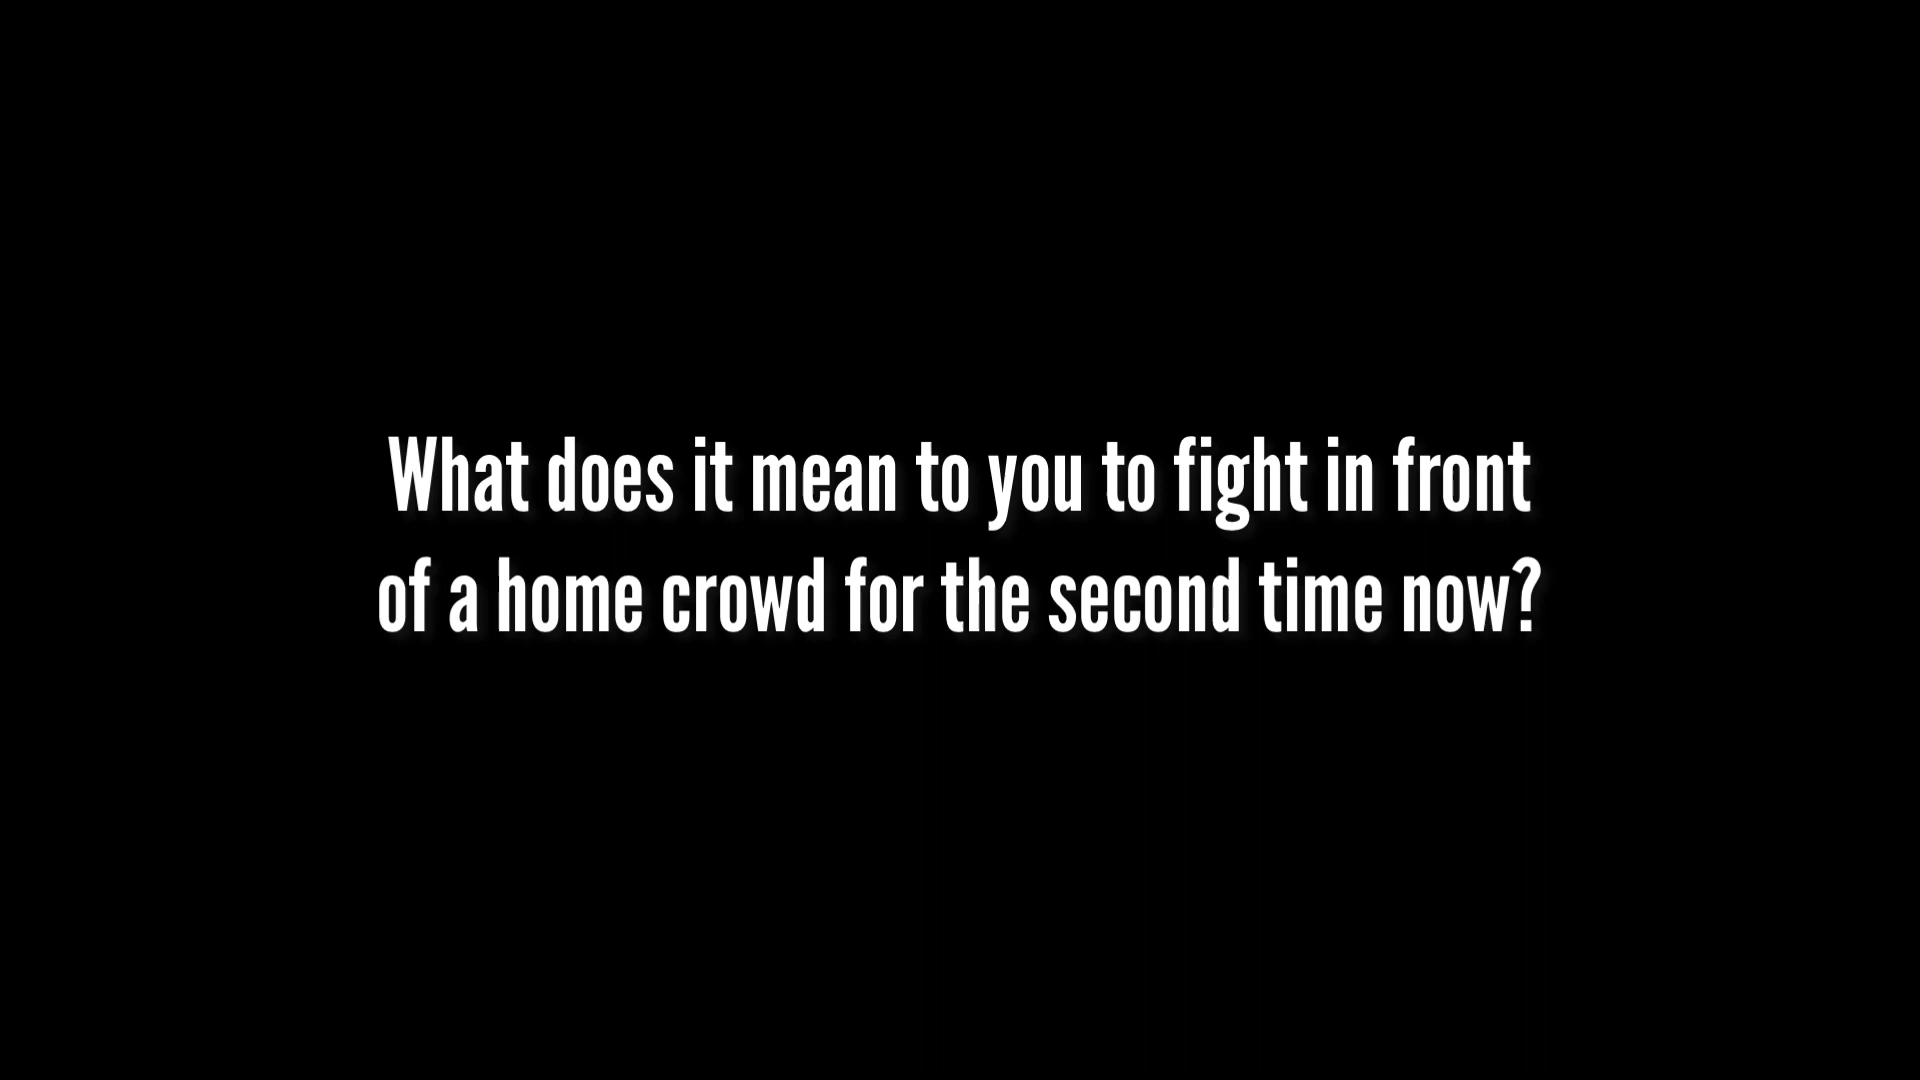 What does it mean to you to fight in front
of a home crowd for the second time now?